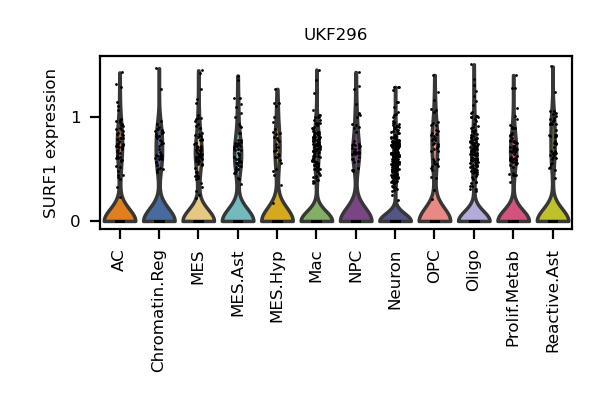 UKF296
SURF1 expression
1
0
AC
Chromatin.Reg
MES
MES.Ast
MES.Hyp
Mac
NPC
Neuron
OPC
Oligo
Prolif.Metab
Reactive.Ast